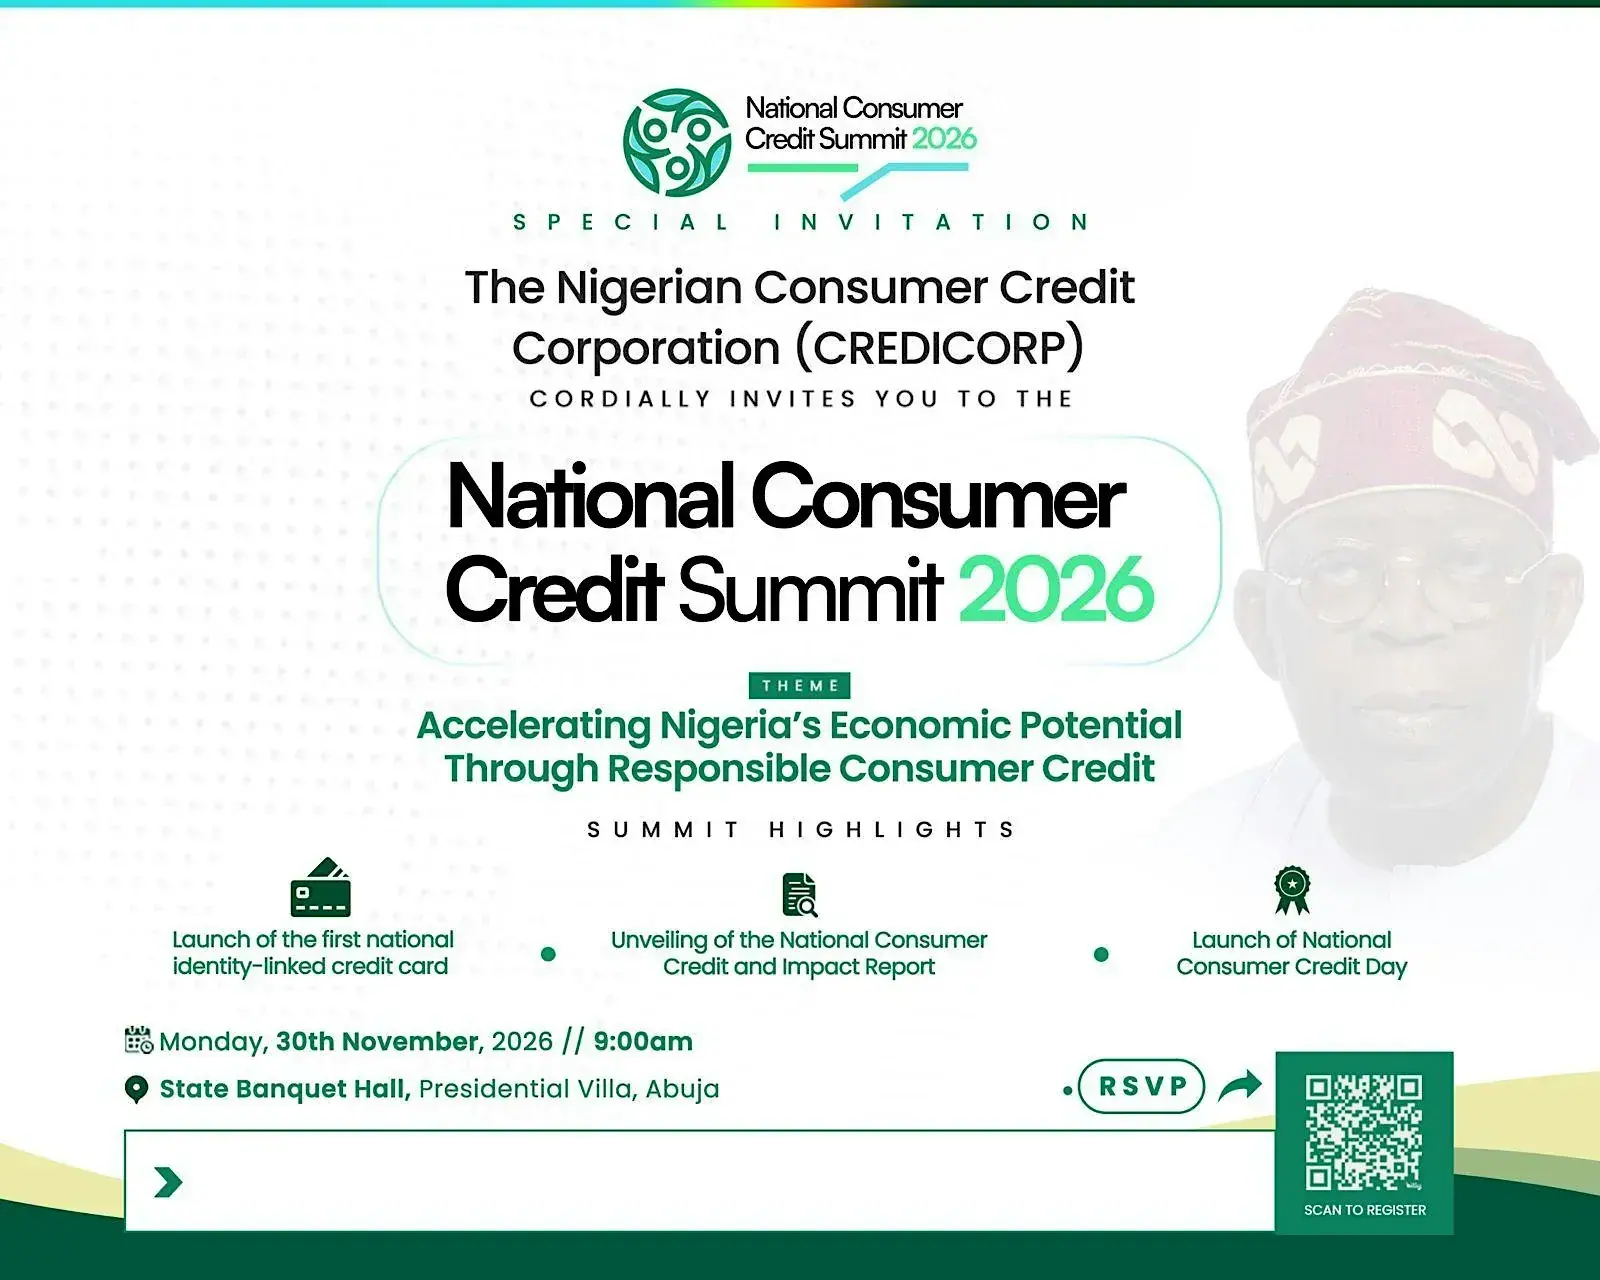 National Consumer
Credit Summit 2026
SPECIAL INVITATION
The Nigerian Consumer Credit
Corporation (CREDICORP)
CORDIALLY INVITES YOU TO THE
National Consumer
Credit Summit 2026
THEME
Accelerating Nigeria’s Economic Potential
Through Responsible Consumer Credit
SUMMIT HIGHLIGHTS
Launch of the first national
identity-linked credit card
Unveiling of the National Consumer
Credit and Impact Report
Launch of National
Consumer Credit Day
Monday, 30th November, 2026 // 9:00am
State Banquet Hall, Presidential Villa, Abuja
RSVP
SCAN TO REGISTER